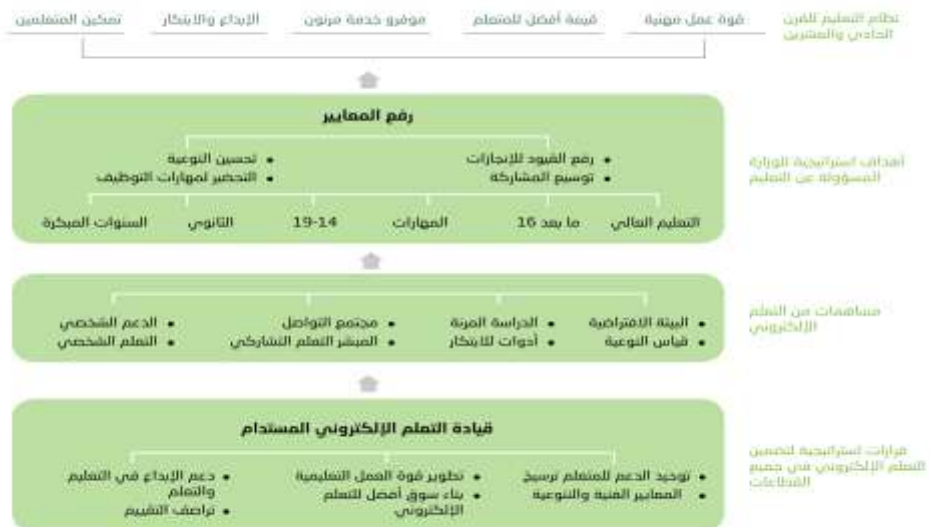 نظام التعليم للقرن
الحادي والعشرين
قوة عمل مهنية
قيمة أفضل للمتعلم
موفرو خدمة مرنون
الإبداع والابتكار
تمكين المتعلمين
أهداف استراتيجية للوزارة
المسؤولة عن التعليم
رفع المعايير
• رفع القيود للإنجازات
• توسيع المشاركة
• تحسين النوعية
• التحضير لمهارات التوظيف
التعليم العالي
ما بعد 16
المهارات
19-14
الثانوي
السنوات المبكرة
مساهمات من التعلم
الإلكتروني
• البيئة الافتراضية
• قياس النوعية
• الدراسة المرنة
• أدوات للابتكار
• مجتمع التواصل
• المبشر التعلم التشاركي
• الدعم الشخصي
• التعلم الشخصي
قرارات استراتيجية لتضمين
التعلم الإلكتروني في جميع
القطاعات
قيادة التعلم الإلكتروني المستدام
• توحيد الدعم للمتعلم ترسيخ
• المعايير الفنية والنوعية
• تطوير قوة العمل التعليمية
• بناء سوق أفضل للتعلم
الإلكتروني
• دعم الإبداع في التعليم
والتعلم
• تراصف التقييم